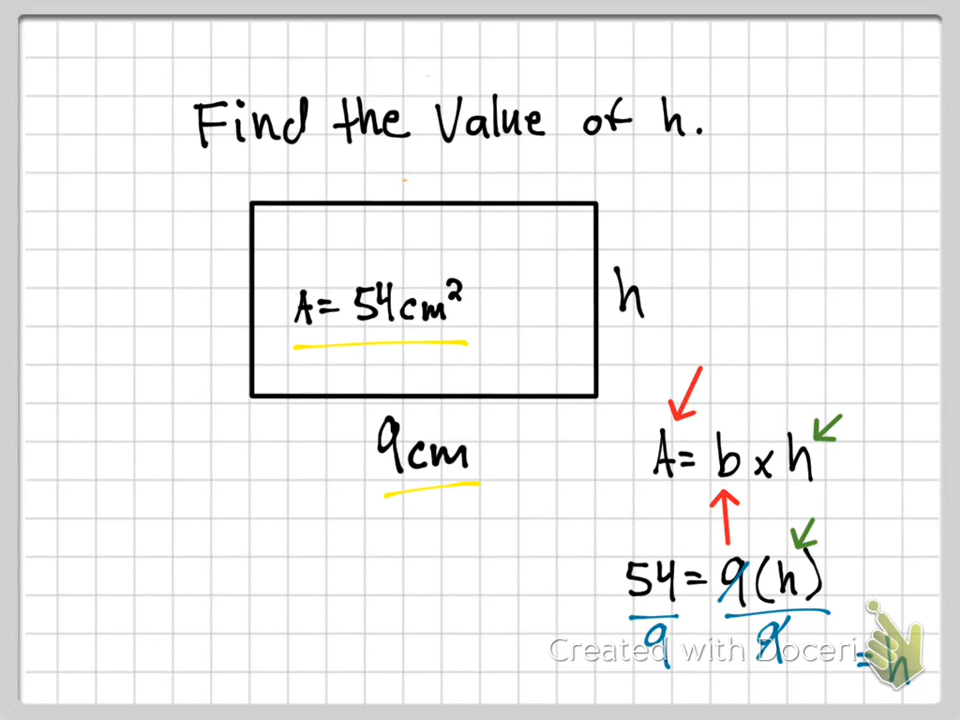 Find the Value of h.
A= 54cm²
h
9cm
A= b x h
54 = 9(h)
9 9
= h
Created with Doceri